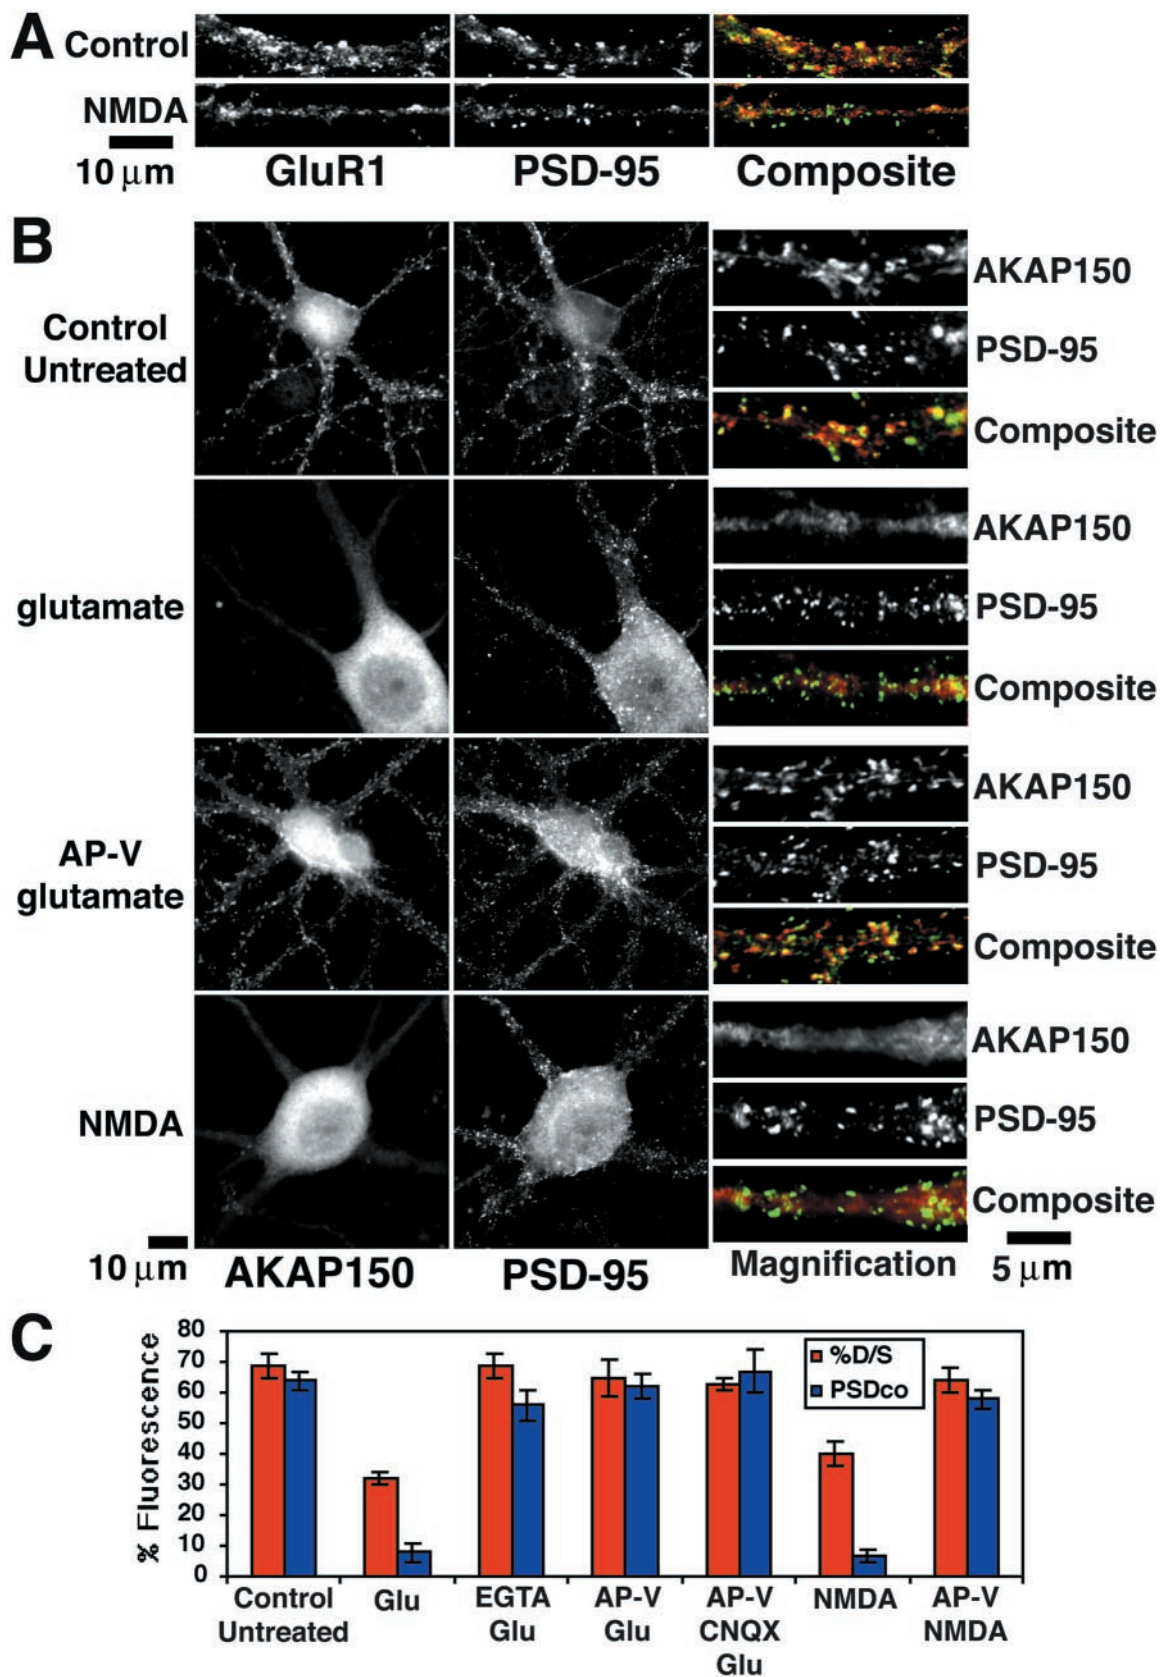 A
Control
NMDA
10 μm
GluR1 PSD-95 Composite
B
Control
Untreated
AKAP150
PSD-95
Composite
glutamate
AKAP150
PSD-95
Composite
AP-V
glutamate
AKAP150
PSD-95
Composite
NMDA
AKAP150
PSD-95
Composite
10 μm
AKAP150 PSD-95 Magnification 5 μm
C
% Fluorescence
80
70
60
50
40
30
20
10
0
%D/S
PSDco
Control
Untreated
Glu
EGTA
Glu
AP-V
Glu
AP-V
CNQX
Glu
NMDA
AP-V
NMDA